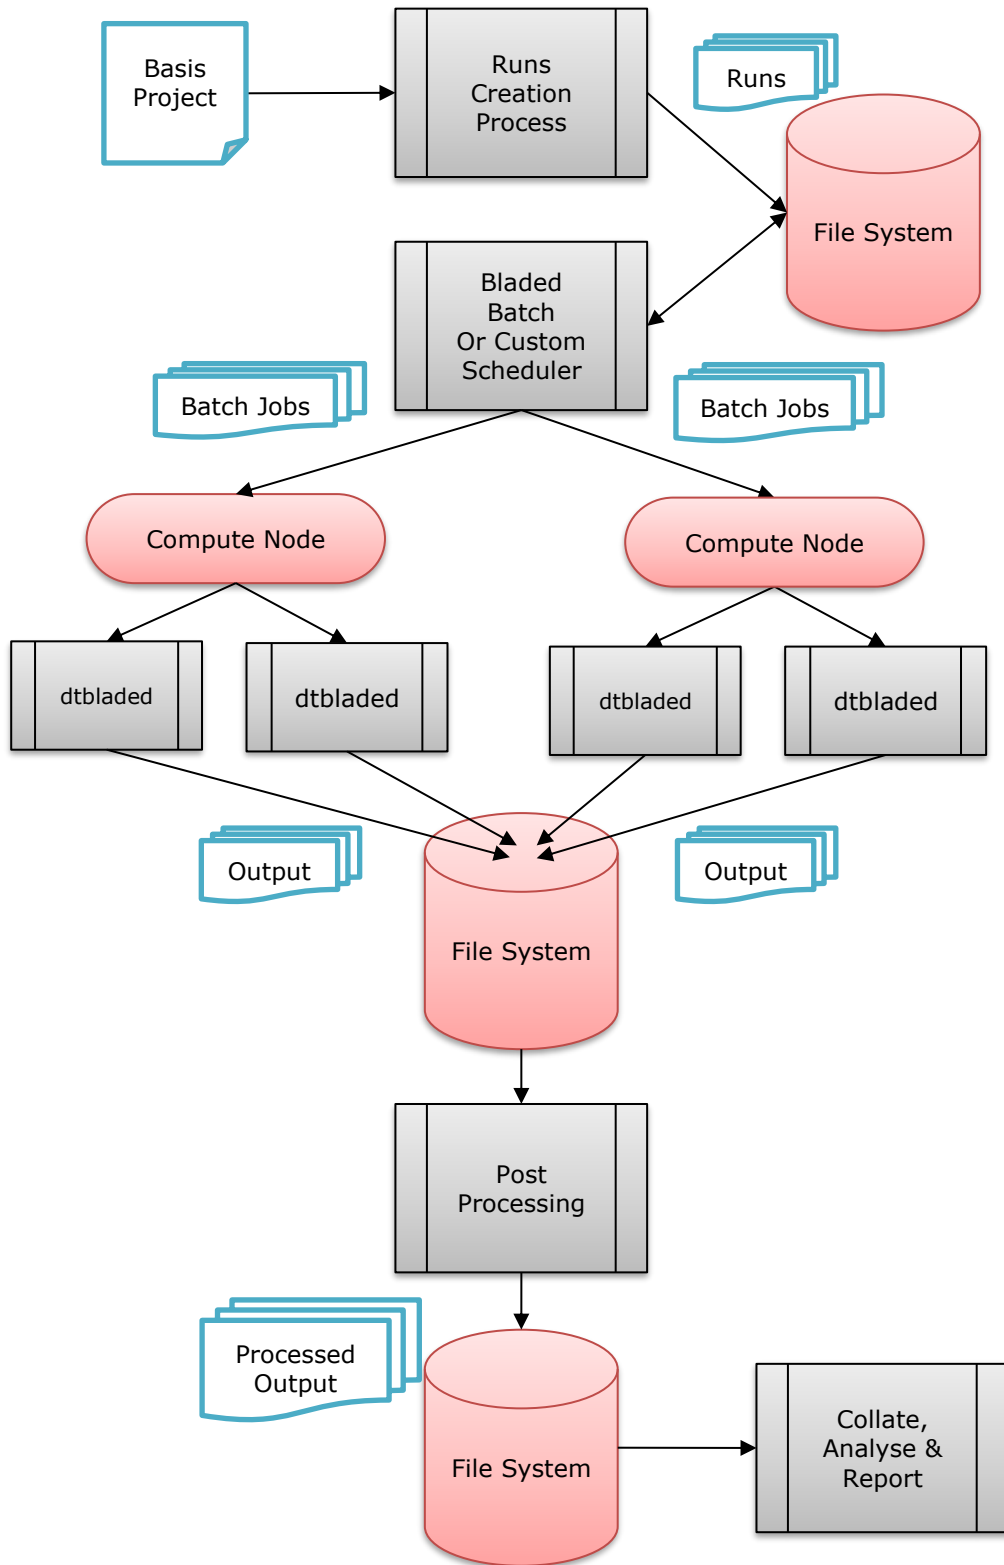 Basis
Project
Runs
Creation
Process
Runs
File System
Bladed
Batch
Or Custom
Scheduler
Batch Jobs
Batch Jobs
Compute Node
Compute Node
dtbladed
dtbladed
dtbladed
dtbladed
Output
Output
File System
Post
Processing
Processed
Output
File System
Collate,
Analyse &
Report